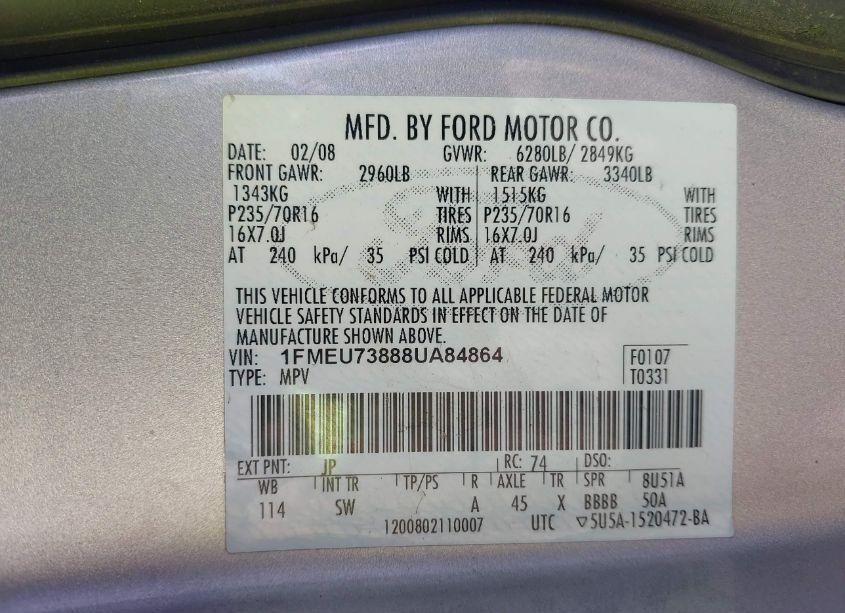 MFD. BY FORD MOTOR CO.
DATE: 02/08 GVWR: 6280LB/ 2849KG
FRONT GAWR: 2960LB REAR GAWR: 3340LB
1343KG WITH 1515KG WITH
P235/70R16 TIRES P235/70R16 TIRES
16X7.0J RIMS 16X7.0J RIMS
AT 240 kPa/ 35 PSI COLD AT 240 kPa/ 35 PSI COLD
THIS VEHICLE CONFORMS TO ALL APPLICABLE FEDERAL MOTOR
VEHICLE SAFETY STANDARDS IN EFFECT ON THE DATE OF
MANUFACTURE SHOWN ABOVE.
VIN: 1FMEU73888UA84864 F0107
TYPE: MPV T0331
EXT PNT: JP RC: 74 DSO:
WB INT TR TP/PS R AXLE TR SPR 8U51A
114 SW A 45 X BBBB 50A
1200802110007 UTC ▽5U5A-1520472-BA
Ford